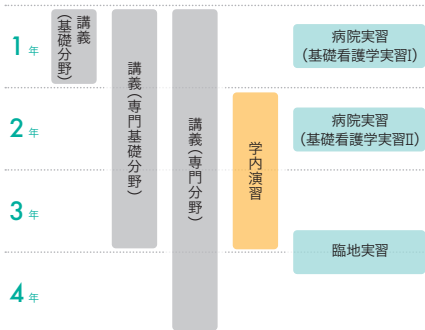 1年
講義
（基礎分野）
講義（専門基礎分野）
講義（専門分野）
病院実習
（基礎看護学実習I）
2年
学内演習
病院実習
（基礎看護学実習II）
3年
臨地実習
4年